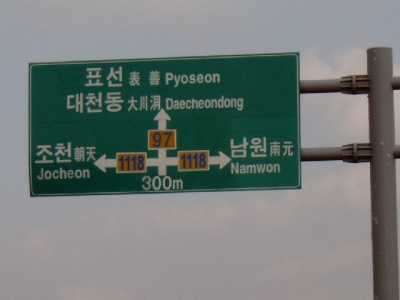 표선 表善 Pyoseon
대천동 大川洞 Daecheondong
97
조천 朝天 1118 1118 남원 南元
Jocheon Namwon
300m